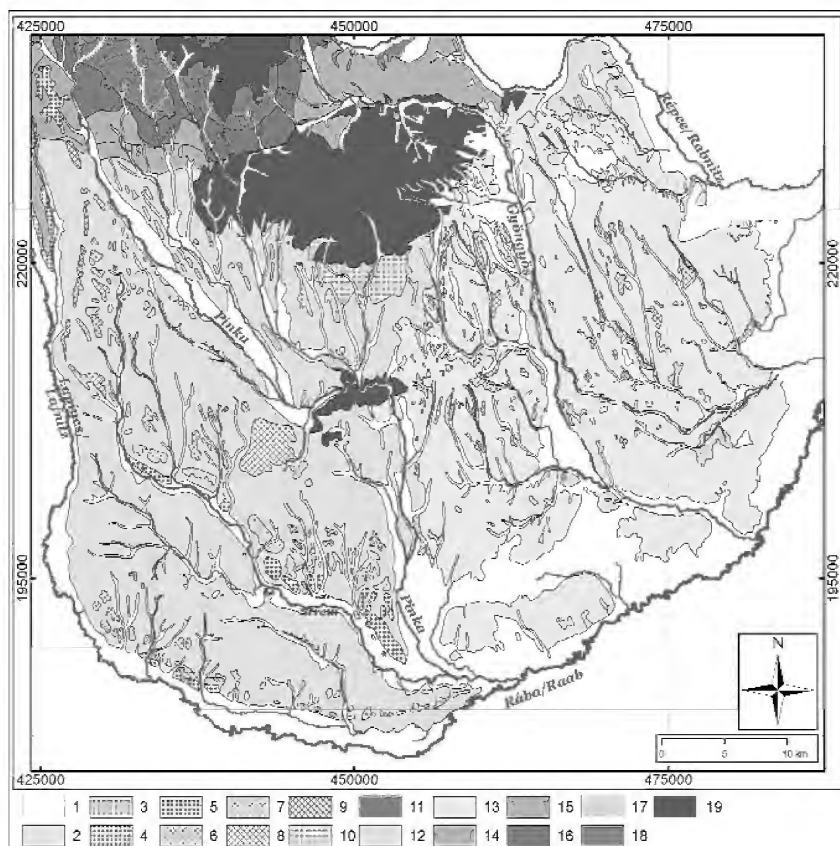 425000 450000 475000
Répce/Rabnitz
Gyöngyös
220000 220000
Pinka
Lapincs
Lafnitz
195000 195000
Strem
Pinka
N
Rába/Raab
0 5 10 km
425000 450000 475000
1 3 5 7 9 11 13 15 17 19
2 4 6 8 10 12 14 16 18